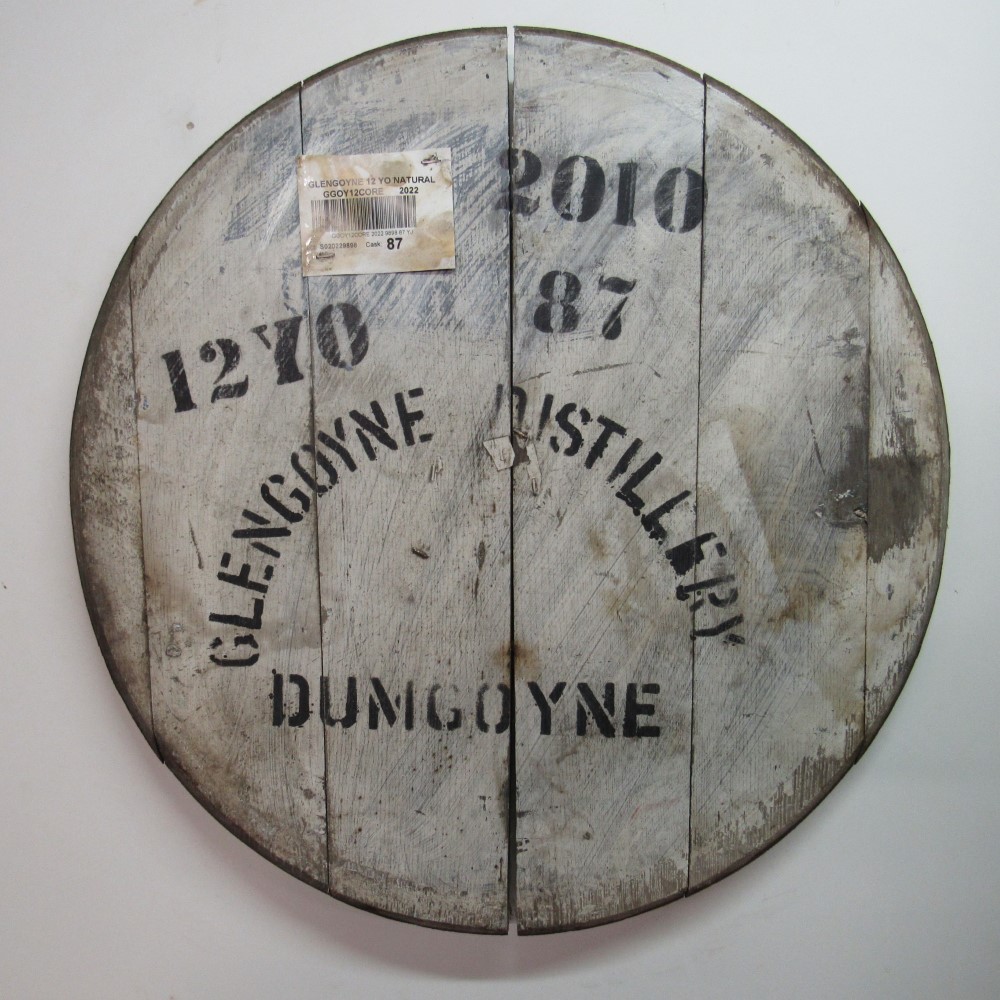 GLENGOYNE 12 YO NATURAL
GGOY12CORE 2022
Cask 87
2010
87
12YO
GLENGOYNE DISTILLERY
DUMGOYNE